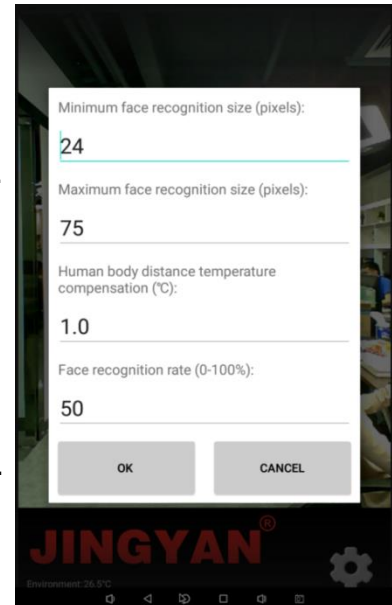 Minimum face recognition size (pixels):
24
Maximum face recognition size (pixels):
75
Human body distance temperature
compensation (℃):
1.0
Face recognition rate (0-100%):
50
OK
CANCEL
JINGYAN®
Environment: 26.5°C